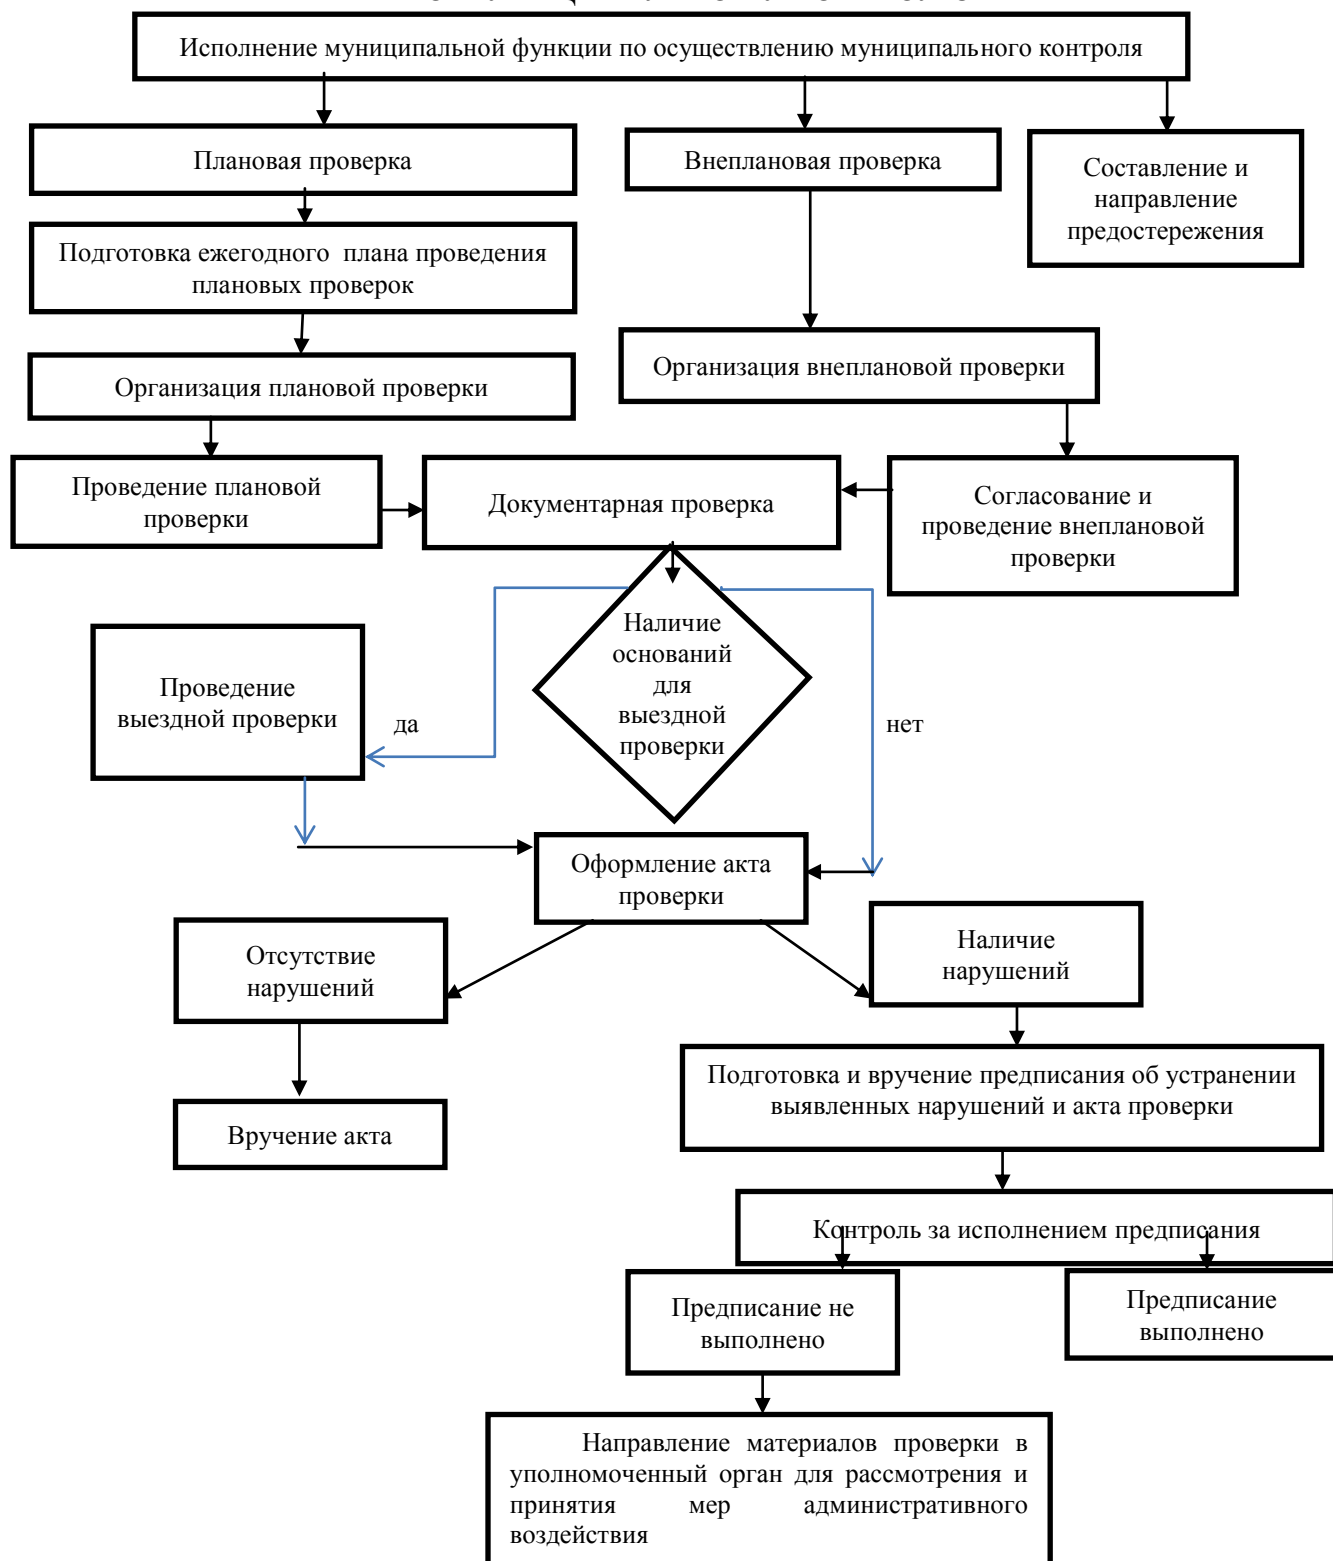 Исполнение муниципальной функции по осуществлению муниципального контроля
Плановая проверка
Внеплановая проверка
Составление и
направление
предостережения
Подготовка ежегодного плана проведения
плановых проверок
Организация плановой проверки
Организация внеплановой проверки
Проведение плановой
проверки
Документарная проверка
Согласование и
проведение внеплановой
проверки
Наличие
оснований
для
выездной
проверки
Проведение
выездной проверки
да
нет
Оформление акта
проверки
Отсутствие
нарушений
Наличие
нарушений
Вручение акта
Подготовка и вручение предписания об устранении
выявленных нарушений и акта проверки
Контроль за исполнением предписания
Предписание не
выполнено
Предписание
выполнено
Направление материалов проверки в
уполномоченный орган для рассмотрения и
принятия мер административного
воздействия